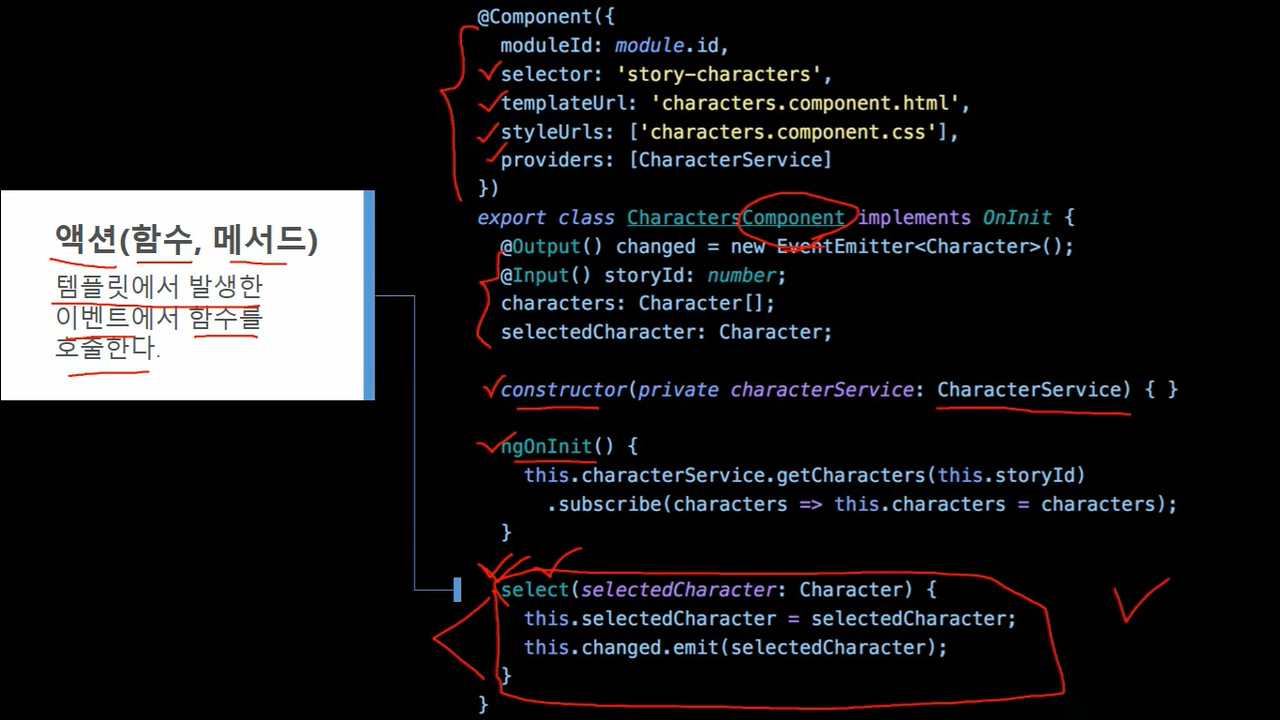 @Component({
moduleId: module.id,
selector: 'story-characters',
templateUrl: 'characters.component.html',
styleUrls: ['characters.component.css'],
providers: [CharacterService]
})
export class CharactersComponent implements OnInit {
@Output() changed = new EventEmitter<Character>();
@Input() storyId: number;
characters: Character[];
selectedCharacter: Character;
constructor(private characterService: CharacterService) { }
ngOnInit() {
this.characterService.getCharacters(this.storyId)
.subscribe(characters => this.characters = characters);
}
select(selectedCharacter: Character) {
this.selectedCharacter = selectedCharacter;
this.changed.emit(selectedCharacter);
}
}
액션(함수, 메서드)
템플릿에서 발생한
이벤트에서 함수를
호출한다.